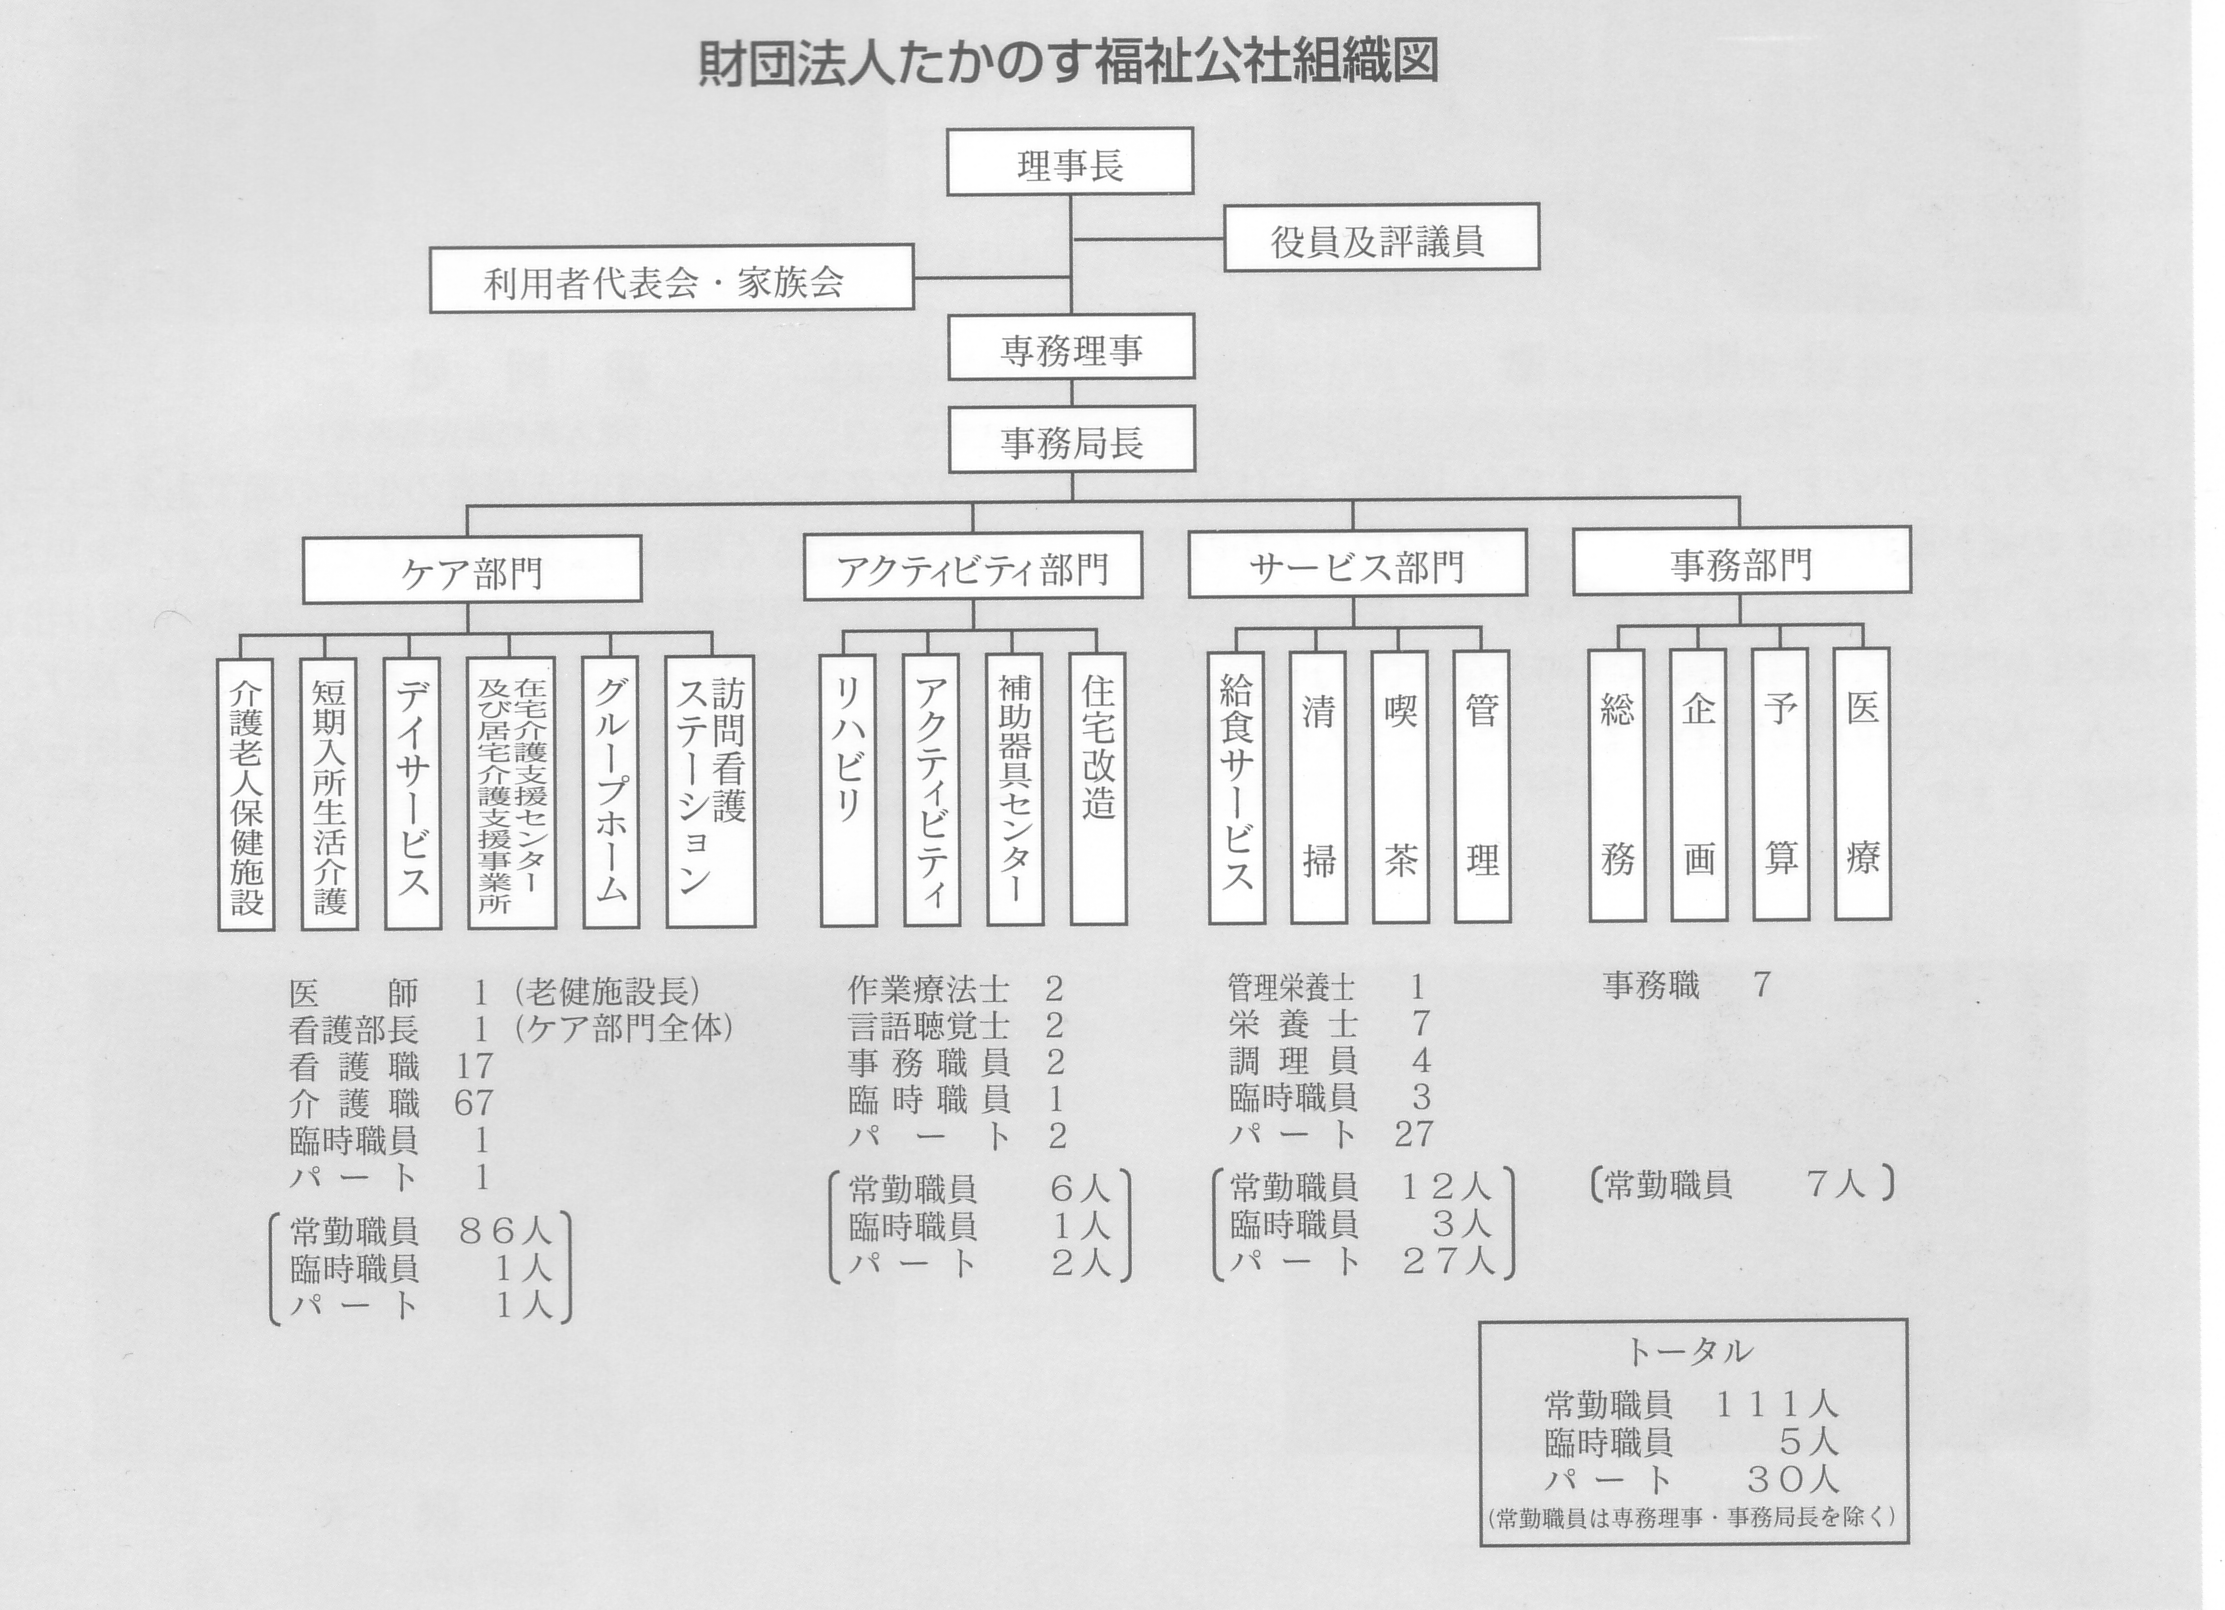 財団法人たかのす福祉公社組織図
理事長
役員及評議員
利用者代表会・家族会
専務理事
事務局長
ケア部門
アクティビティ部門
サービス部門
事務部門
介護老人保健施設
短期入所生活介護
デイサービス
在宅介護支援センター
及び居宅介護支援事業所
グループホーム
訪問看護
ステーション
リハビリ
アクティビティ
補助器具センター
住宅改造
給食サービス
清掃
喫茶
管理
総務
企画
予算
医療
医師 1 (老健施設長)
看護部長 1 (ケア部門全体)
看護職 17
介護職 67
臨時職員 1
パート 1
常勤職員 86人
臨時職員 1人
パート 1人
作業療法士 2
言語聴覚士 2
事務職員 2
臨時職員 1
パート 2
常勤職員 6人
臨時職員 1人
パート 2人
管理栄養士 1
栄養士 7
調理員 4
臨時職員 3
パート 27
常勤職員 12人
臨時職員 3人
パート 27人
事務職 7
(常勤職員 7人)
トータル
常勤職員 111人
臨時職員 5人
パート 30人
(常勤職員は専務理事・事務局長を除く)